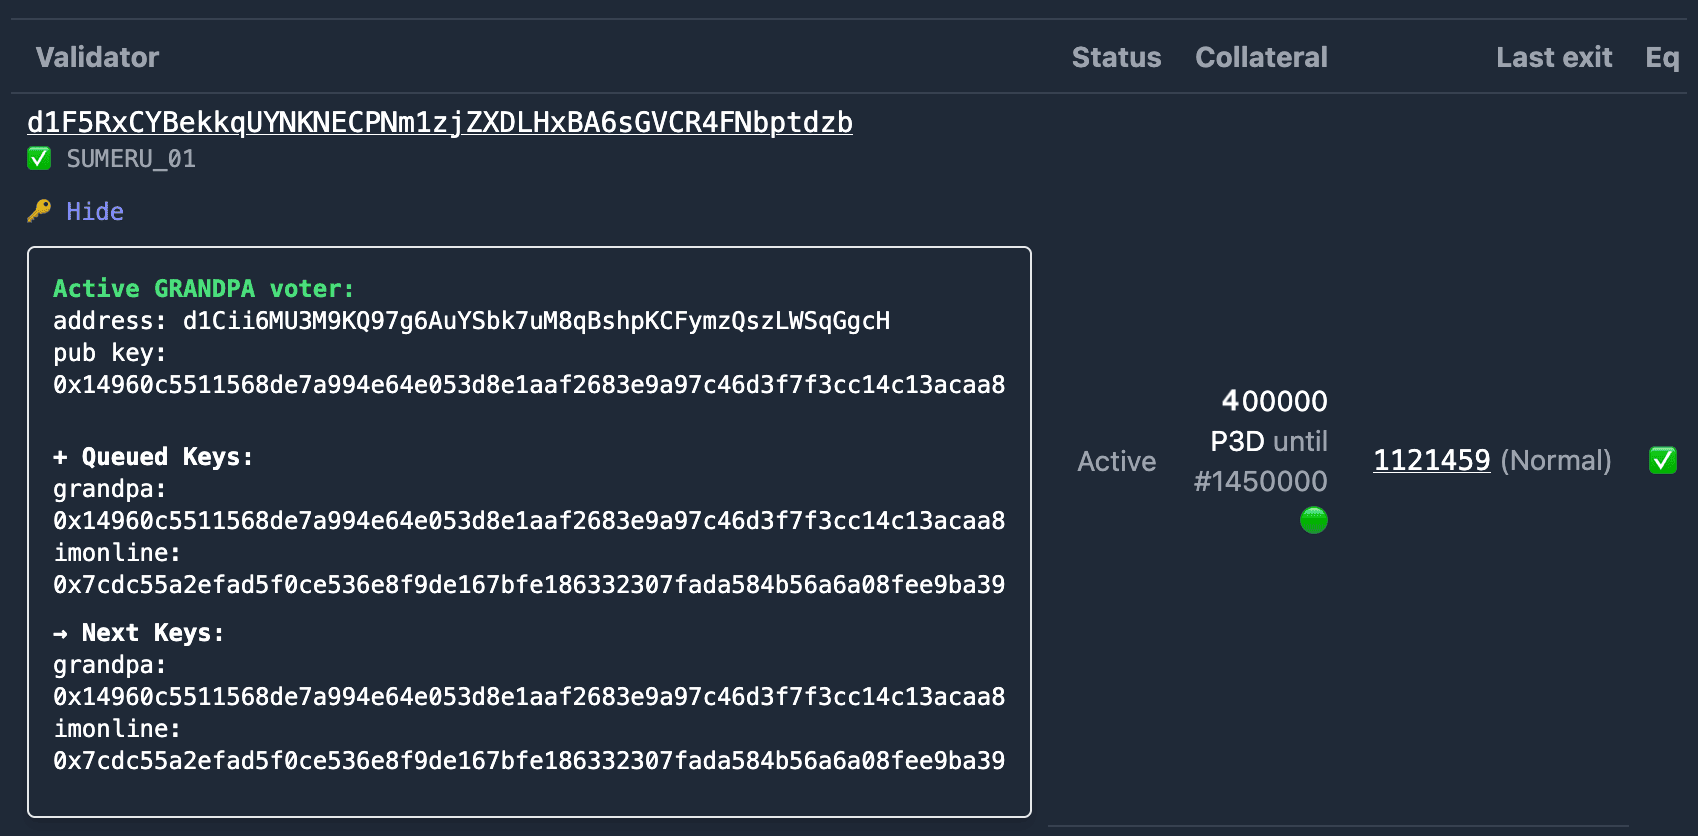 Validator Status Collateral Last exit Eq
d1F5RxCYBekkqUYNKNECPNm1zjZXDLHxBA6sGVCR4FNbptdzb
SUMERU_01
Hide
Active GRANDPA voter:
address: d1Cii6MU3M9KQ97g6AuYSbk7uM8qBshpKCFymzQszLWSqGgcH
pub key:
0x14960c5511568de7a994e64e053d8e1aaf2683e9a97c46d3f7f3cc14c13acaa8
+ Queued Keys:
grandpa:
0x14960c5511568de7a994e64e053d8e1aaf2683e9a97c46d3f7f3cc14c13acaa8
imonline:
0x7cdc55a2efad5f0ce536e8f9de167bfe186332307fada584b56a6a08fee9ba39
→ Next Keys:
grandpa:
0x14960c5511568de7a994e64e053d8e1aaf2683e9a97c46d3f7f3cc14c13acaa8
imonline:
0x7cdc55a2efad5f0ce536e8f9de167bfe186332307fada584b56a6a08fee9ba39
Active
400000
P3D until
#1450000
1121459 (Normal)